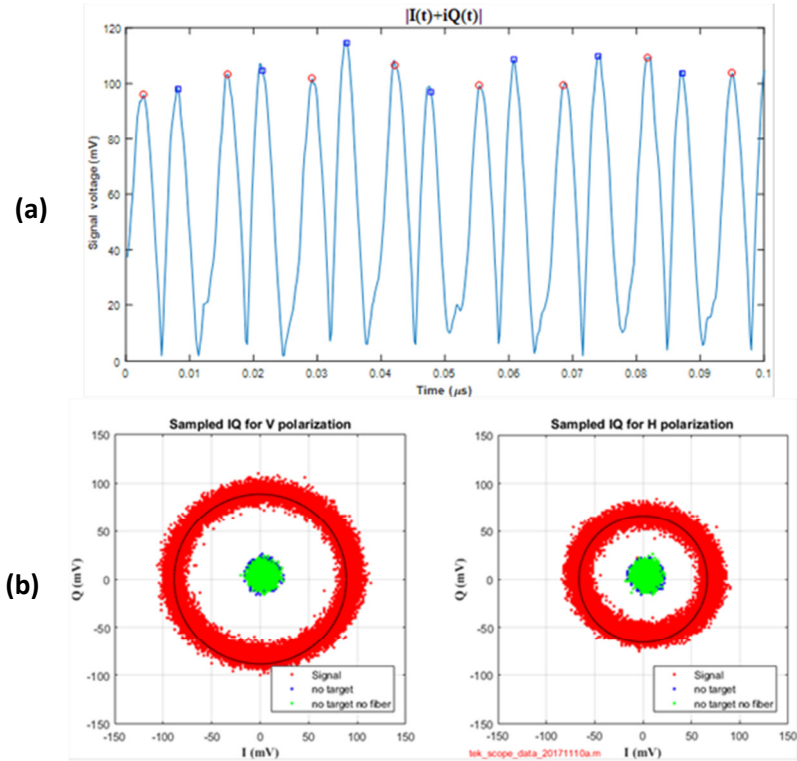 |I(t)+iQ(t)|
120
100
80
60
40
20
0
Signal voltage (mV)
0 0.01 0.02 0.03 0.04 0.05 0.06 0.07 0.08 0.09 0.1
Time (μs)
(a)
Sampled IQ for V polarization
150
100
50
0
-50
-100
-150
Q (mV)
-150 -100 -50 0 50 100 150
I (mV)
Signal
no target
no target no fiber
Sampled IQ for H polarization
150
100
50
0
-50
-100
-150
Q (mV)
-150 -100 -50 0 50 100 150
I (mV)
Signal
no target
no target no fiber
tek_scope_data_20171110a.m
(b)